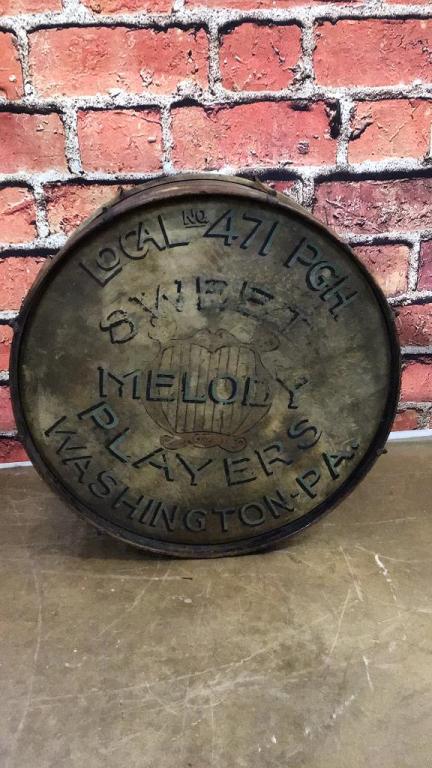 LOCAL NO. 471 PGH.
SWEET
MELODY
PLAYERS
WASHINGTON-PA.